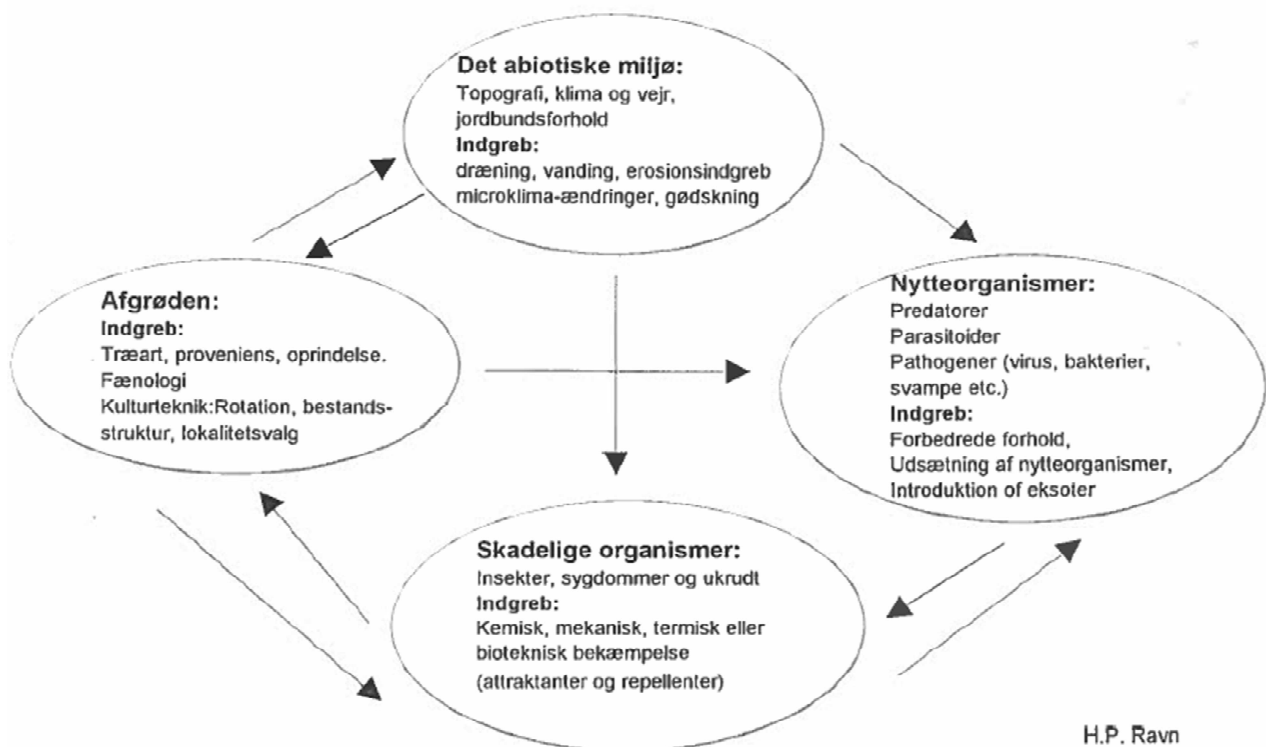 Det abiotiske miljø:
Topografi, klima og vejr,
jordbundsforhold
Indgreb:
dræning, vanding, erosionsindgreb
microklima-ændringer, gødskning
Afgrøden:
Indgreb:
Træart, proveniens, oprindelse.
Fænologi
Kulturteknik:Rotation, bestands-
struktur, lokalitetsvalg
Nytteorganismer:
Predatorer
Parasitoider
Pathogener (virus, bakterier,
svampe etc.)
Indgreb:
Forbedrede forhold,
Udsætning af nytteorganismer,
Introduktion of eksoter
Skadelige organismer:
Insekter, sygdommer og ukrudt
Indgreb:
Kemisk, mekanisk, termisk eller
bioteknisk bekæmpelse
(attraktanter og repellenter)
H.P. Ravn